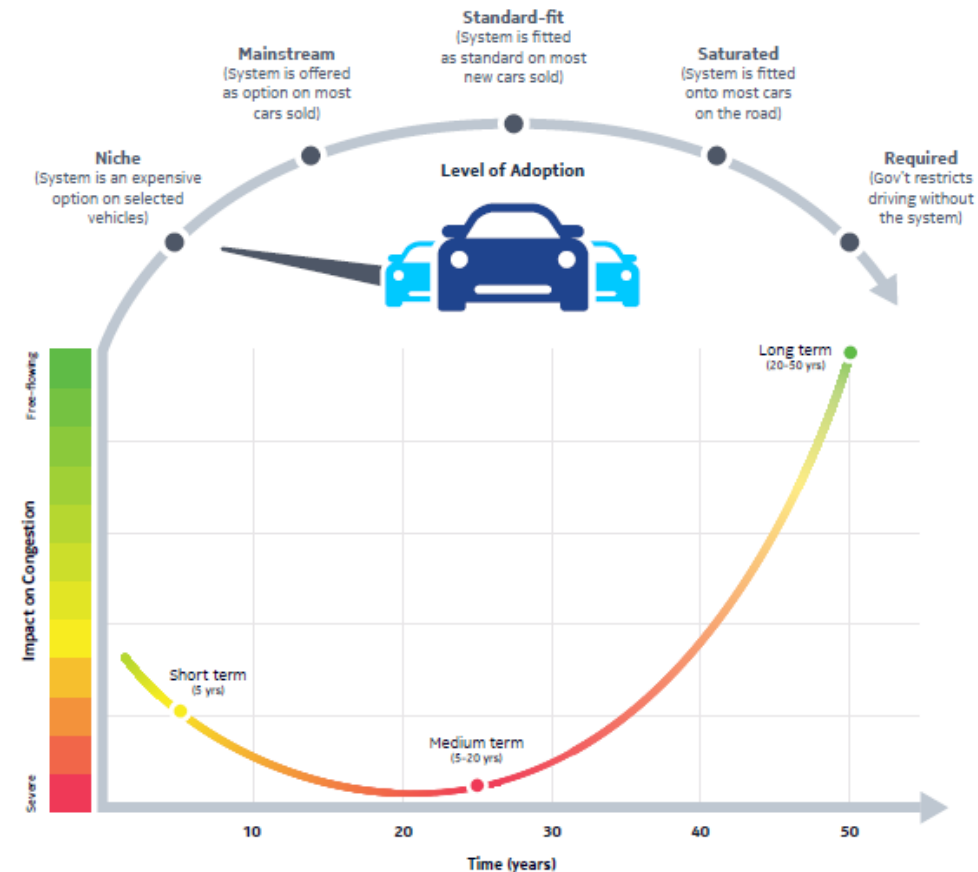 Standard-fit
(System is fitted
as standard on most
new cars sold)
Mainstream
(System is offered
as option on most
cars sold)
Saturated
(System is fitted
onto most cars
on the road)
Niche
(System is an expensive
option on selected
vehicles)
Level of Adoption
Required
(Gov't restricts
driving without
the system)
Free-flowing
Impact on Congestion
Severe
Long term
(20-50 yrs)
Short term
(5 yrs)
Medium term
(5-20 yrs)
10 20 30 40 50
Time (years)